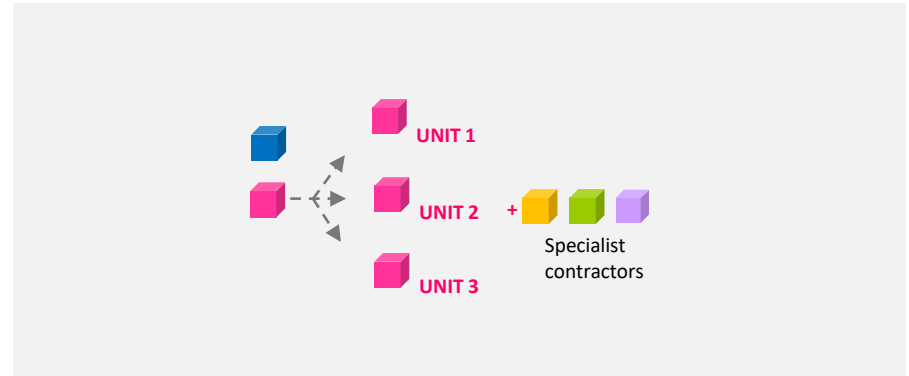 UNIT 1
UNIT 2
+
Specialist
contractors
UNIT 3